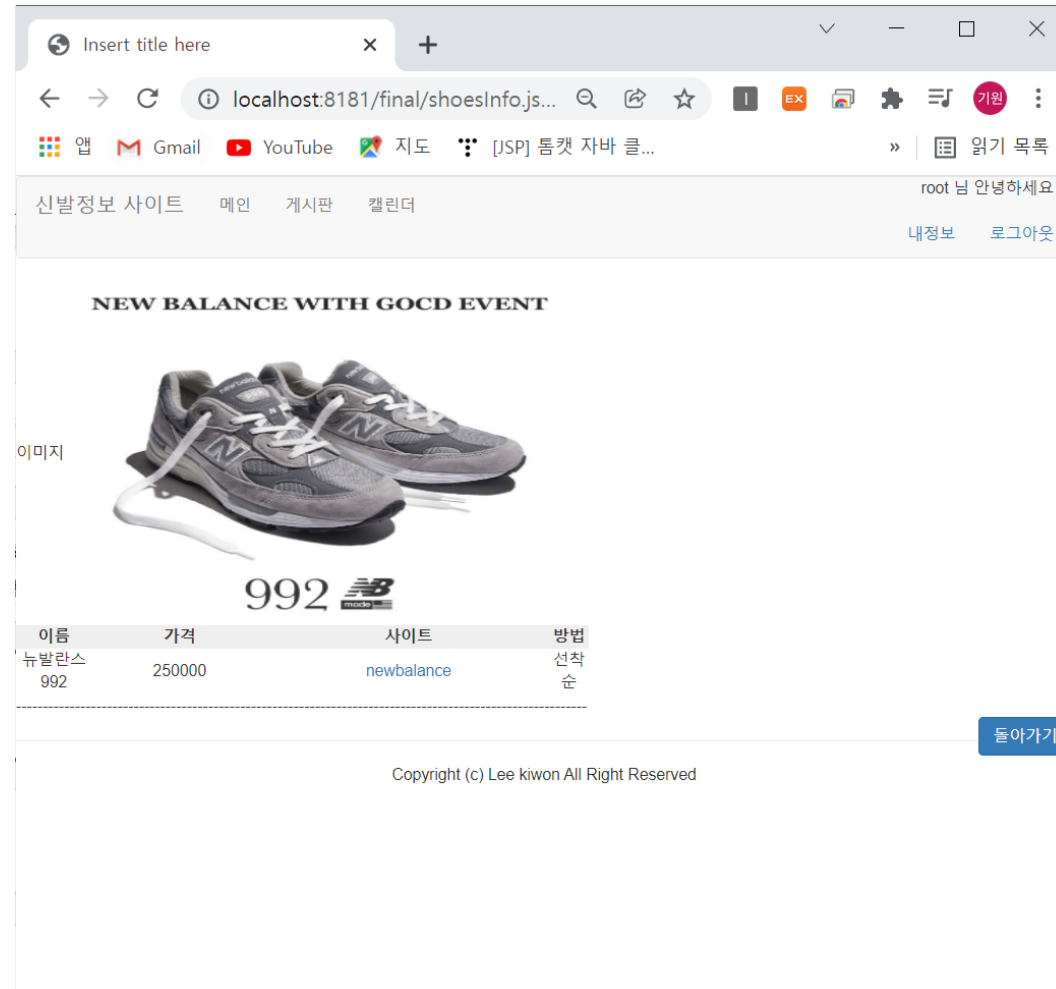 Insert title here
localhost:8181/final/shoesInfo.js...
EX
기원
앱
Gmail
YouTube
지도
[JSP] 톰캣 자바 클...
»
읽기 목록
신발정보 사이트 메인 게시판 캘린더
root 님 안녕하세요
내정보 로그아웃
NEW BALANCE WITH GOCD EVENT
이미지
992
mode
이름 가격 사이트 방법
뉴발란스 992 250000 newbalance 선착순
돌아가기
Copyright (c) Lee kiwon All Right Reserved